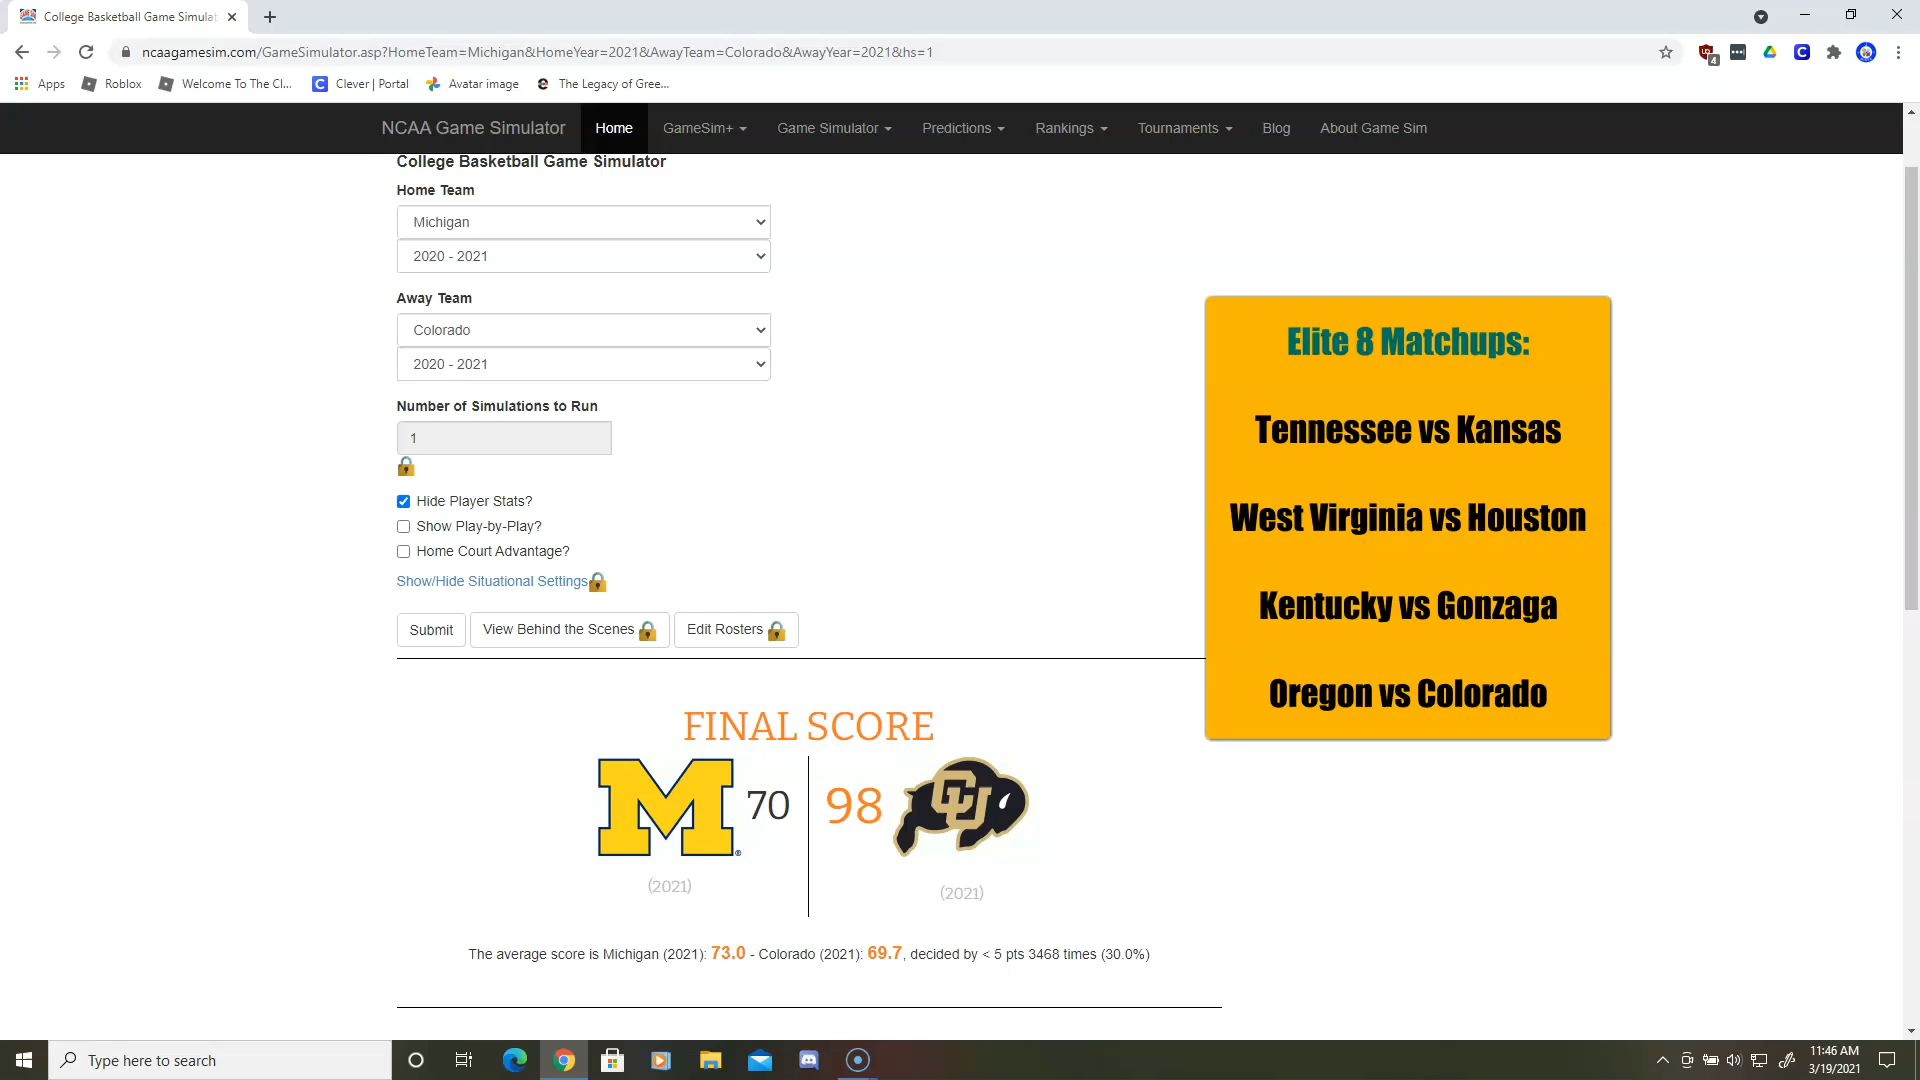 College Basketball Game Simulat
ncaagamesim.com/GameSimulator.asp?HomeTeam=Michigan&HomeYear=2021&AwayTeam=Colorado&AwayYear=2021&hs=1
4
C
Apps
Roblox
Welcome To The Cl...
C
Clever | Portal
Avatar image
The Legacy of Gree...
NCAA Game Simulator
Home
GameSim+
Game Simulator
Predictions
Rankings
Tournaments
Blog
About Game Sim
College Basketball Game Simulator
Home Team
Michigan
2020 - 2021
Away Team
Colorado
2020 - 2021
Number of Simulations to Run
1
Hide Player Stats?
Show Play-by-Play?
Home Court Advantage?
Show/Hide Situational Settings
Submit
View Behind the Scenes
Edit Rosters
Elite 8 Matchups:
Tennessee vs Kansas
West Virginia vs Houston
Kentucky vs Gonzaga
Oregon vs Colorado
FINAL SCORE
M® 70 98 CU
(2021) (2021)
The average score is Michigan (2021): 73.0 - Colorado (2021): 69.7, decided by < 5 pts 3468 times (30.0%)
Type here to search
11:46 AM
3/19/2021